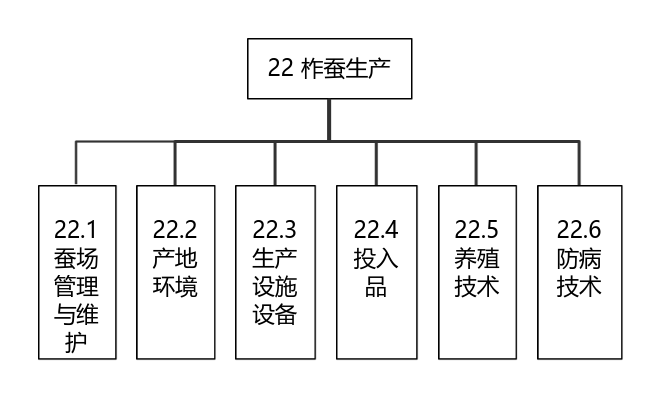 22 柞蚕生产
22.1
蚕场
管理
与维
护
22.2
产地
环境
22.3
生产
设施
设备
22.4
投入
品
22.5
养殖
技术
22.6
防病
技术